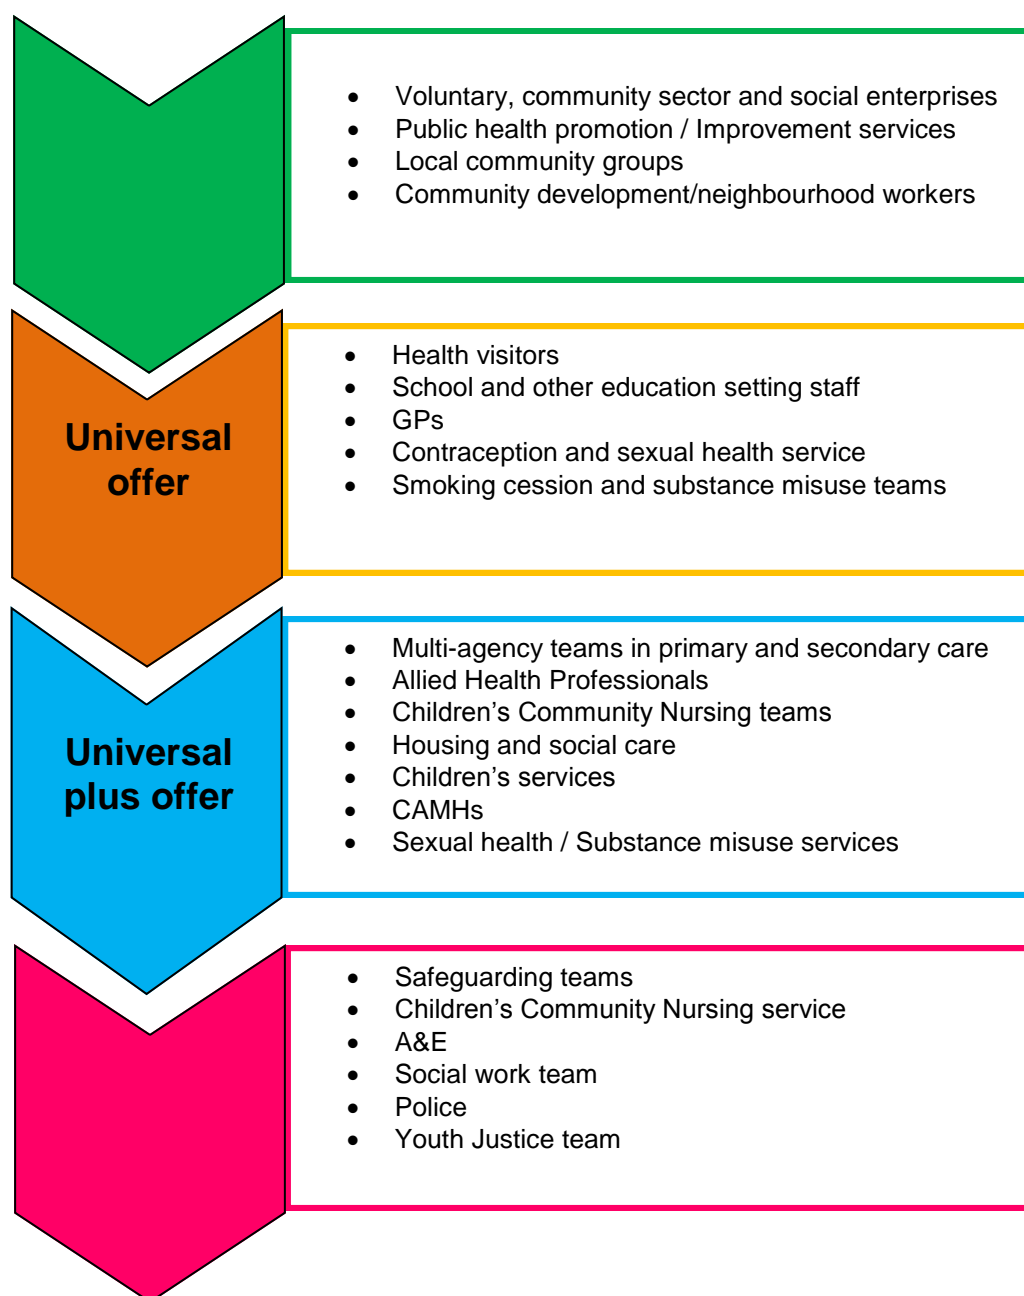 • Voluntary, community sector and social enterprises
• Public health promotion / Improvement services
• Local community groups
• Community development/neighbourhood workers
Universal
offer
• Health visitors
• School and other education setting staff
• GPs
• Contraception and sexual health service
• Smoking cession and substance misuse teams
Universal
plus offer
• Multi-agency teams in primary and secondary care
• Allied Health Professionals
• Children’s Community Nursing teams
• Housing and social care
• Children’s services
• CAMHs
• Sexual health / Substance misuse services
• Safeguarding teams
• Children’s Community Nursing service
• A&E
• Social work team
• Police
• Youth Justice team